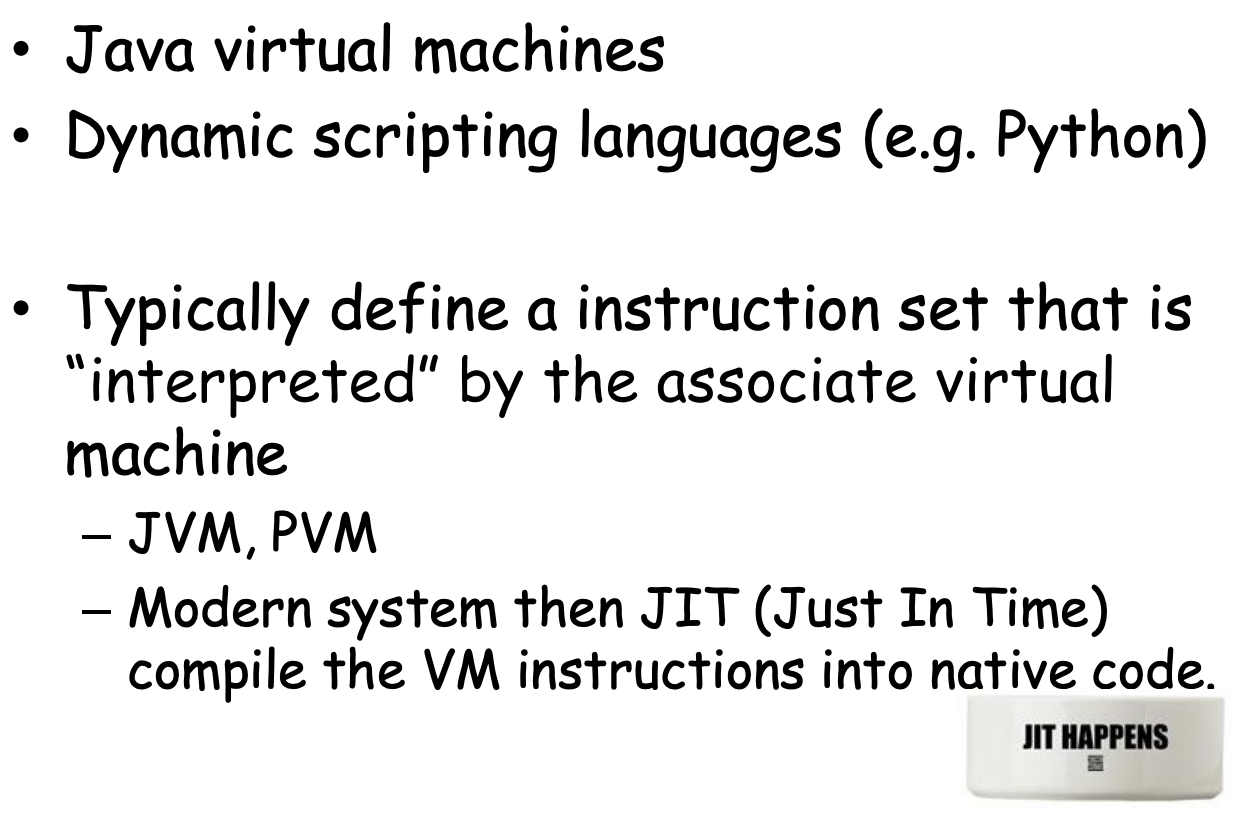 • Java virtual machines
• Dynamic scripting languages (e.g. Python)
• Typically define a instruction set that is
“interpreted” by the associate virtual
machine
– JVM, PVM
– Modern system then JIT (Just In Time)
compile the VM instructions into native code.
JIT HAPPENS